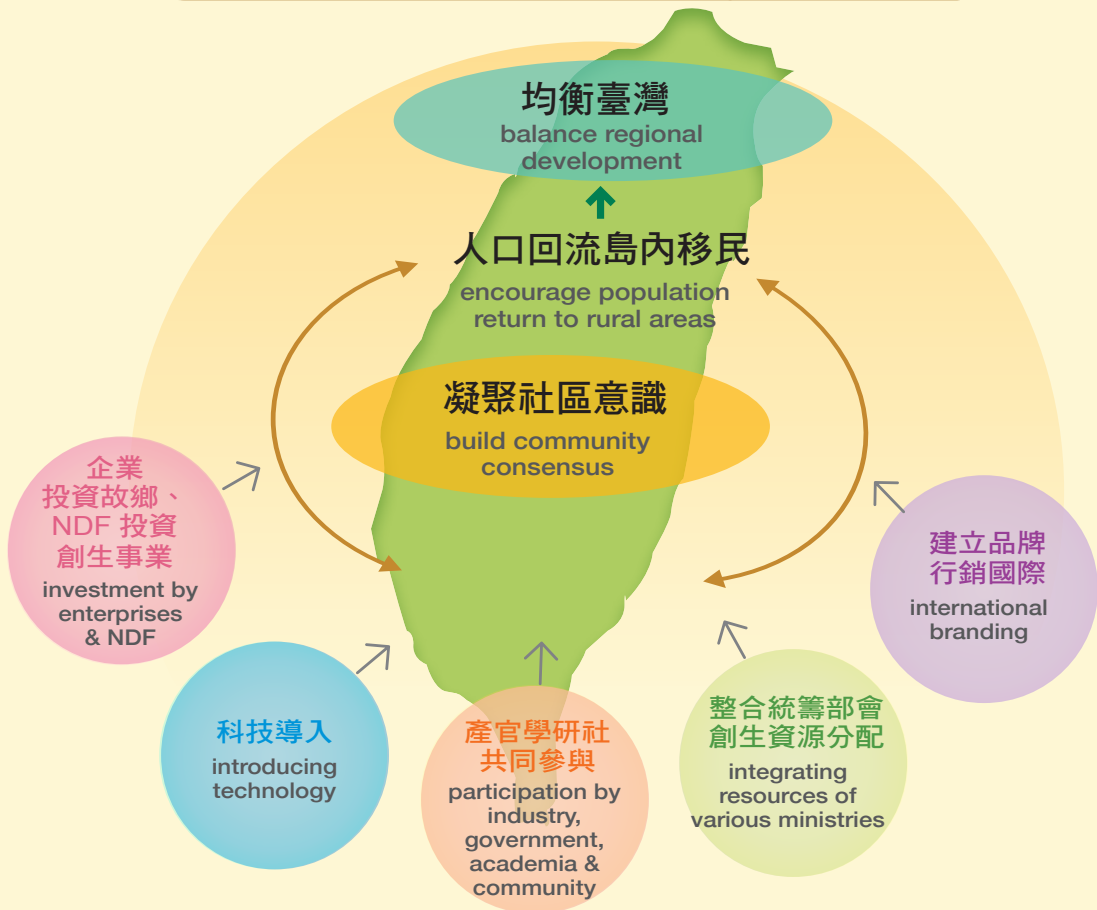 均衡臺灣
balance regional
development
人口回流島內移民
encourage population
return to rural areas
凝聚社區意識
build community
consensus
企業
投資故鄉、
NDF 投資
創生事業
investment by
enterprises
& NDF
科技導入
introducing
technology
產官學研社
共同參與
participation by
industry,
government,
academia &
community
整合統籌部會
創生資源分配
integrating
resources of
various ministries
建立品牌
行銷國際
international
branding